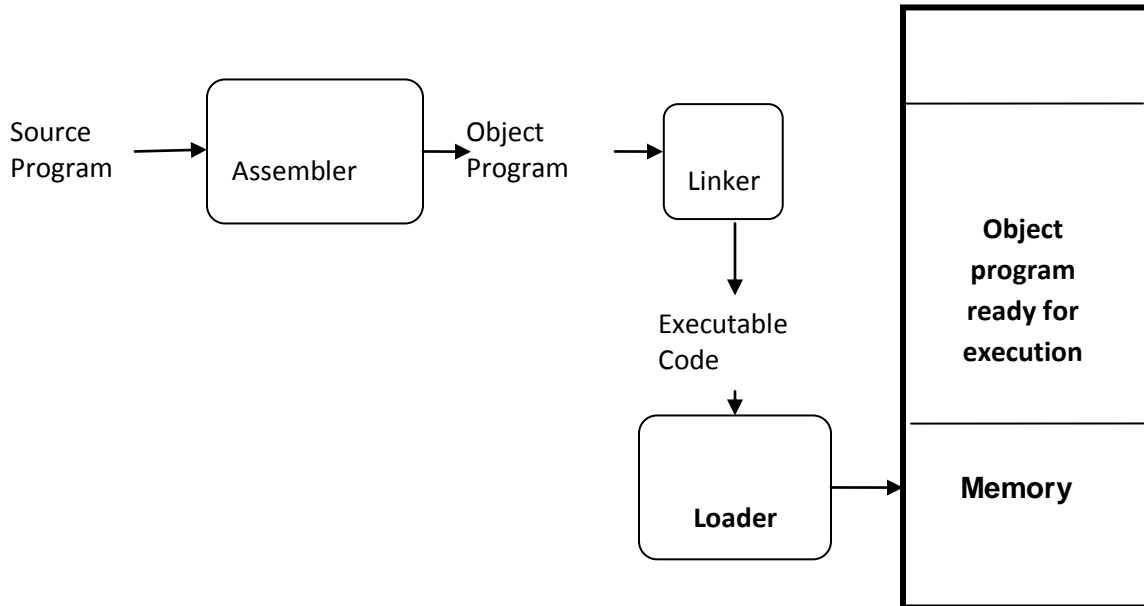 Source
Program
Assembler
Object
Program
Linker
Executable
Code
Loader
Object
program
ready for
execution
Memory